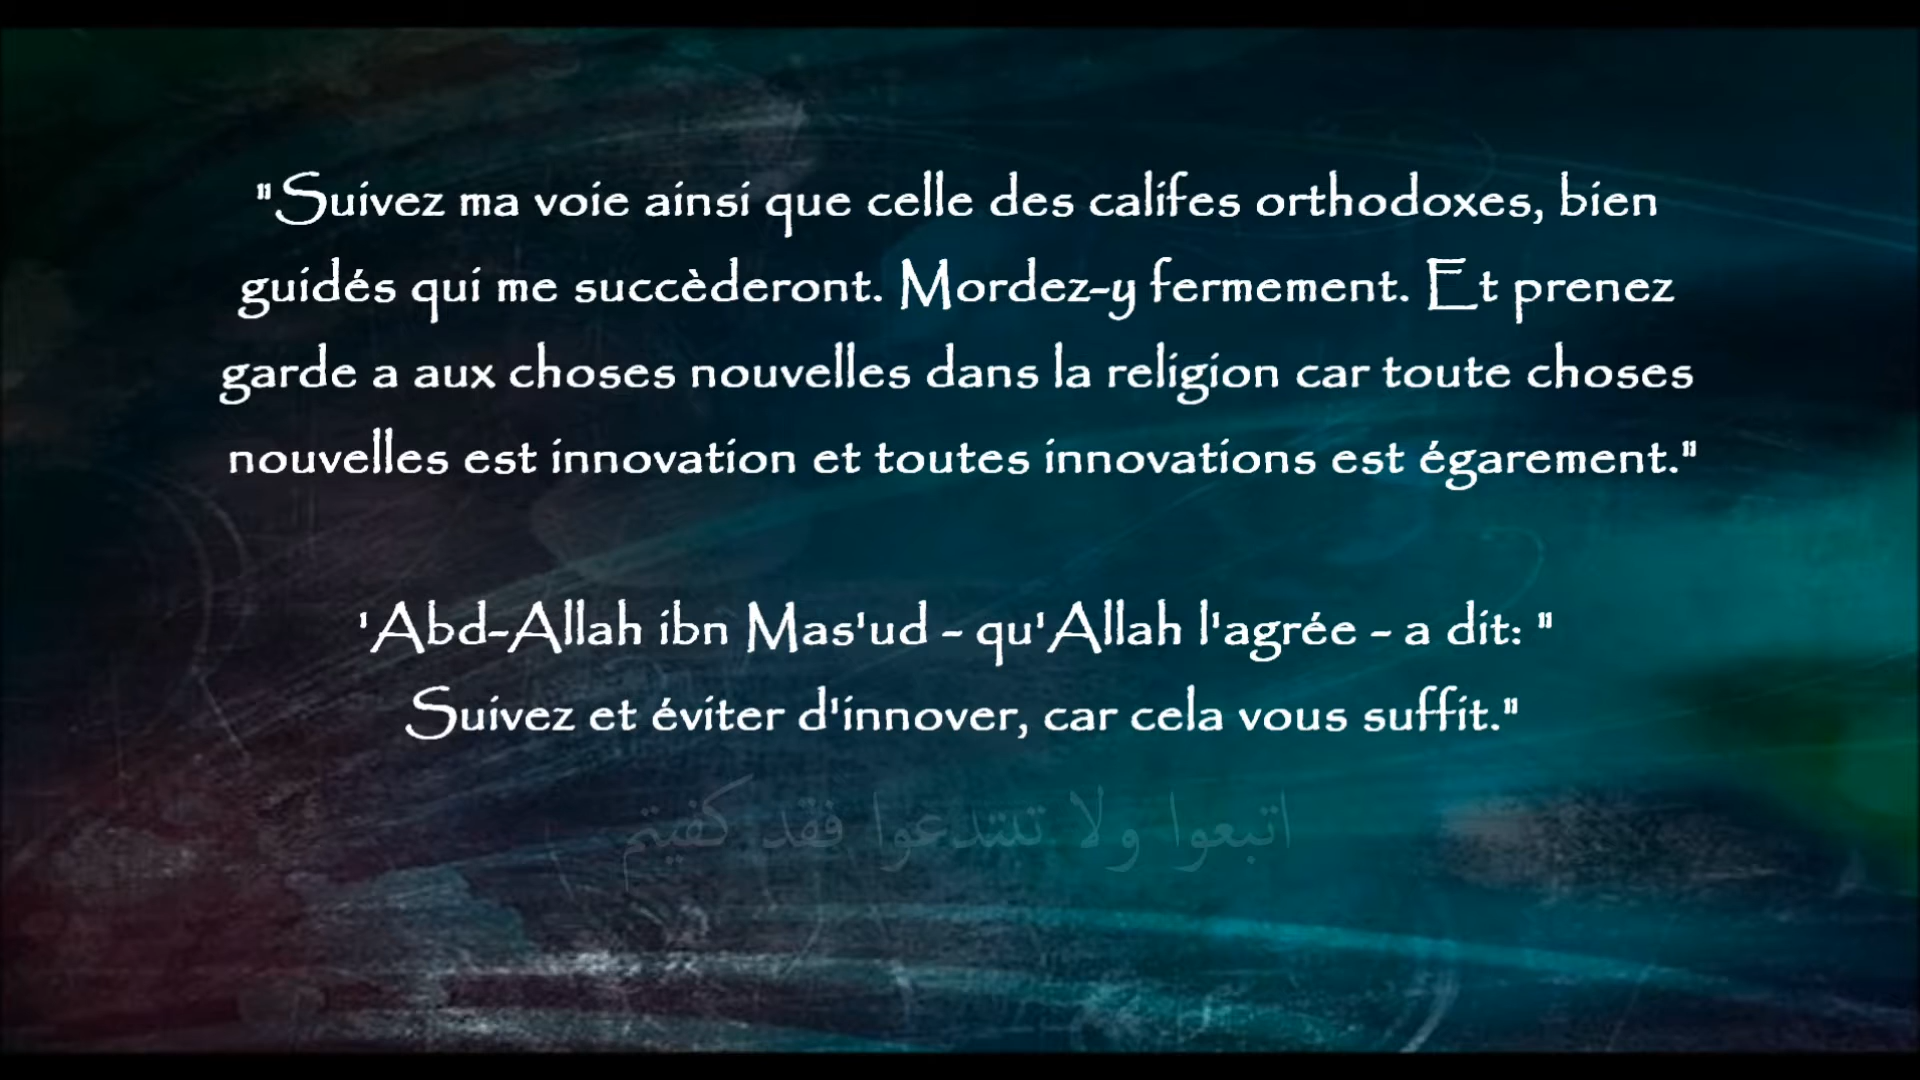 "Suivez ma voie ainsi que celle des califes orthodoxes, bien
guidés qui me succèderont. Mordez-y fermement. Et prenez
garde a aux choses nouvelles dans la religion car toute choses
nouvelles est innovation et toutes innovations est égarement."
'Abd-Allah ibn Mas'ud - qu'Allah l'agrée - a dit: "
Suivez et éviter d'innover, car cela vous suffit."
اتبعوا ولا تبتدعوا فقد كفيتم